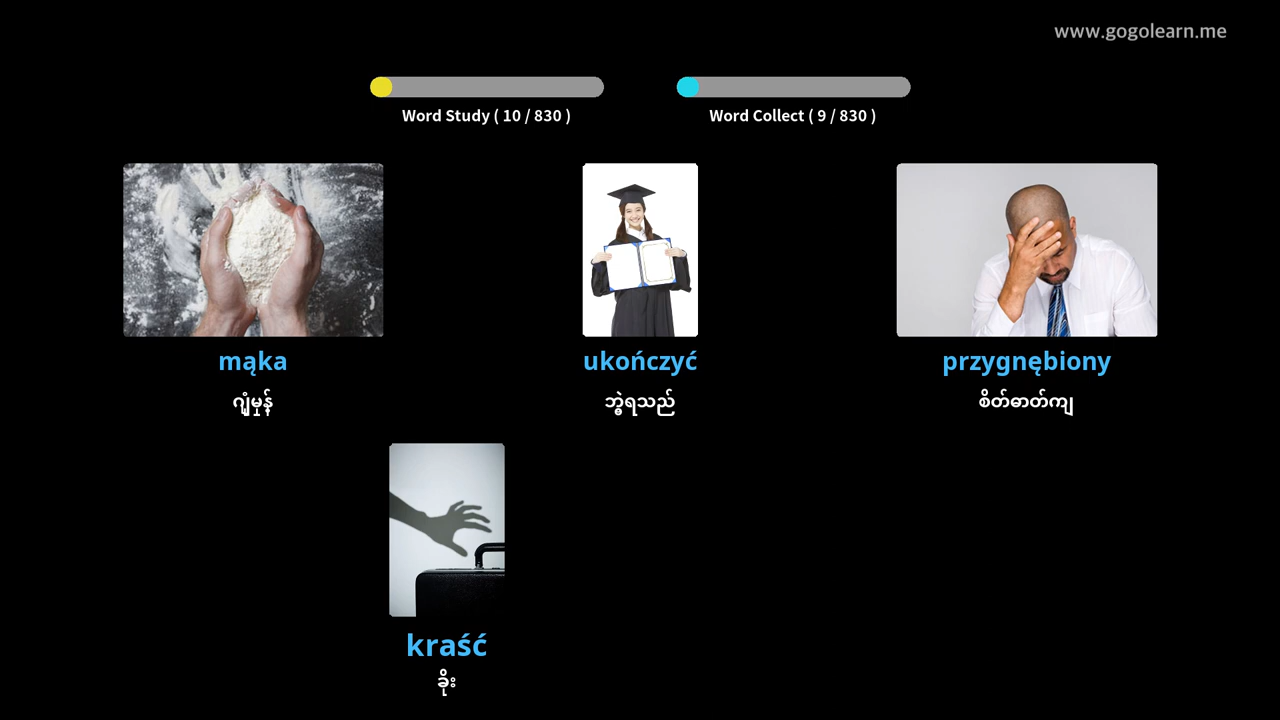 www.gogolearn.me
Word Study ( 10 / 830 )
Word Collect ( 9 / 830 )
mąka
ukończyć
przygnębiony
ဂျုံမှုန့်
ဘွဲ့ရသည်
စိတ်ဓာတ်ကျ
kraść
ခိုး